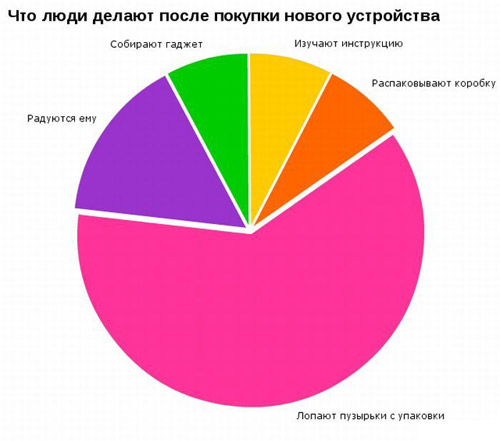 Что люди делают после покупки нового устройства
Собирают гаджет
Изучают инструкцию
Распаковывают коробку
Радуются ему
Лопают пузырьки с упаковки